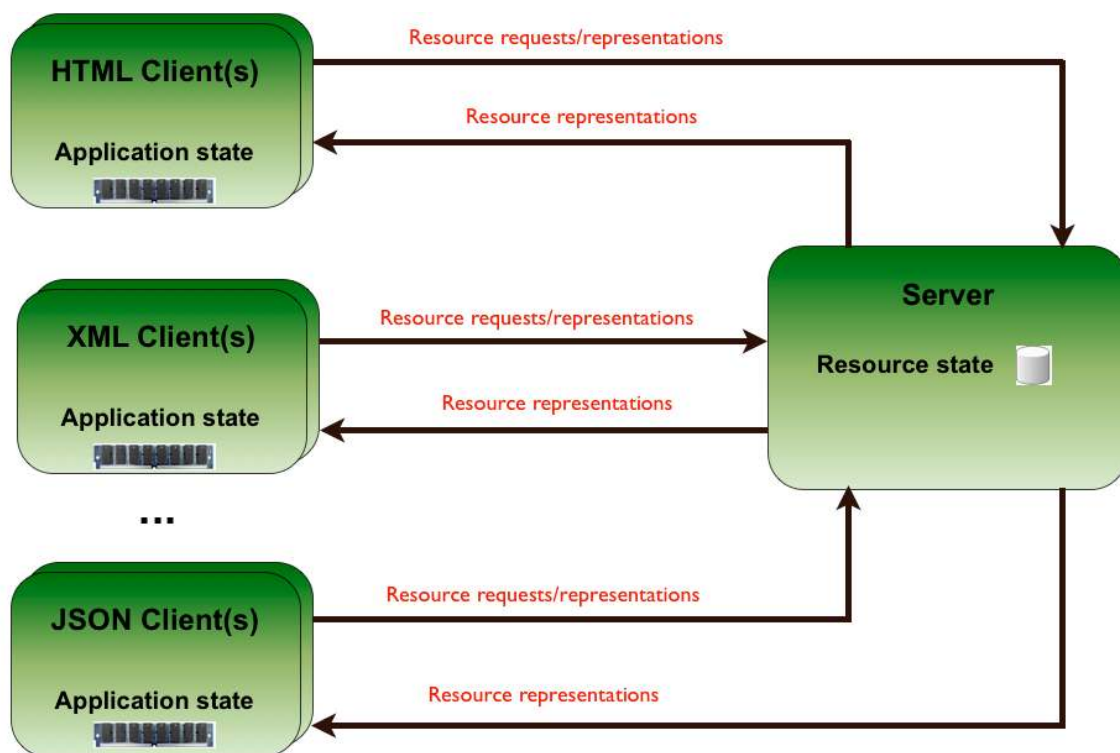 Resource requests/representations
HTML Client(s)
Resource representations
Application state
Server
XML Client(s)
Resource requests/representations
Resource state
Resource representations
Application state
...
Resource requests/representations
JSON Client(s)
Resource representations
Application state